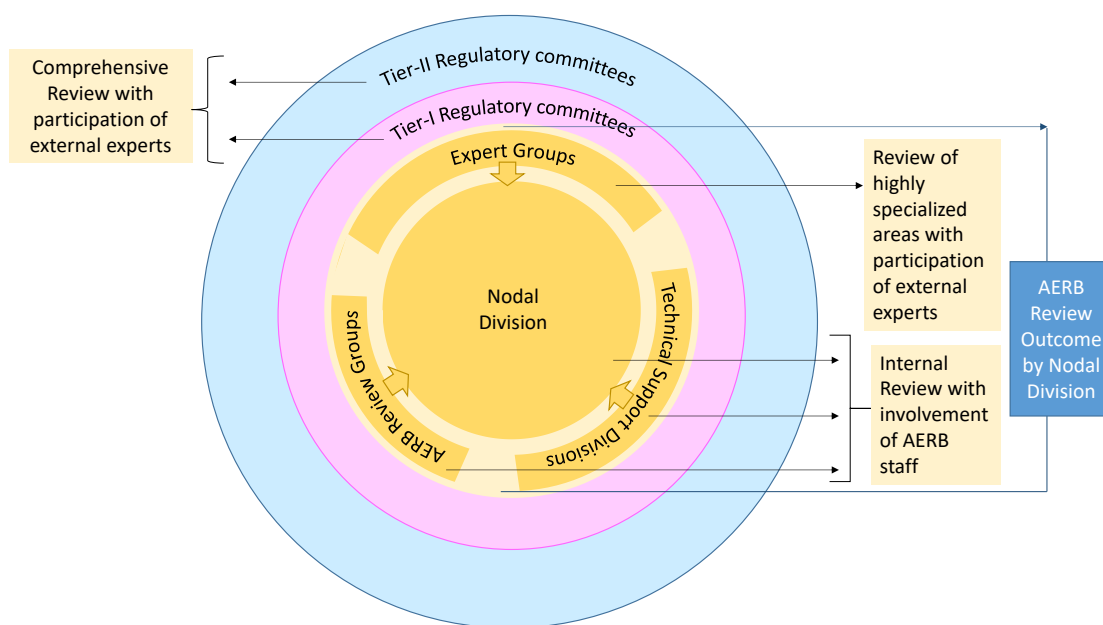 Comprehensive
Review with
participation of
external experts
Tier-II Regulatory committees
Tier-I Regulatory committees
Expert Groups
Nodal
Division
AERB Review Groups
Technical Support Divisions
Review of
highly
specialized
areas with
participation
of external
experts
Internal
Review with
involvement
of AERB
staff
AERB
Review
Outcome
by Nodal
Division